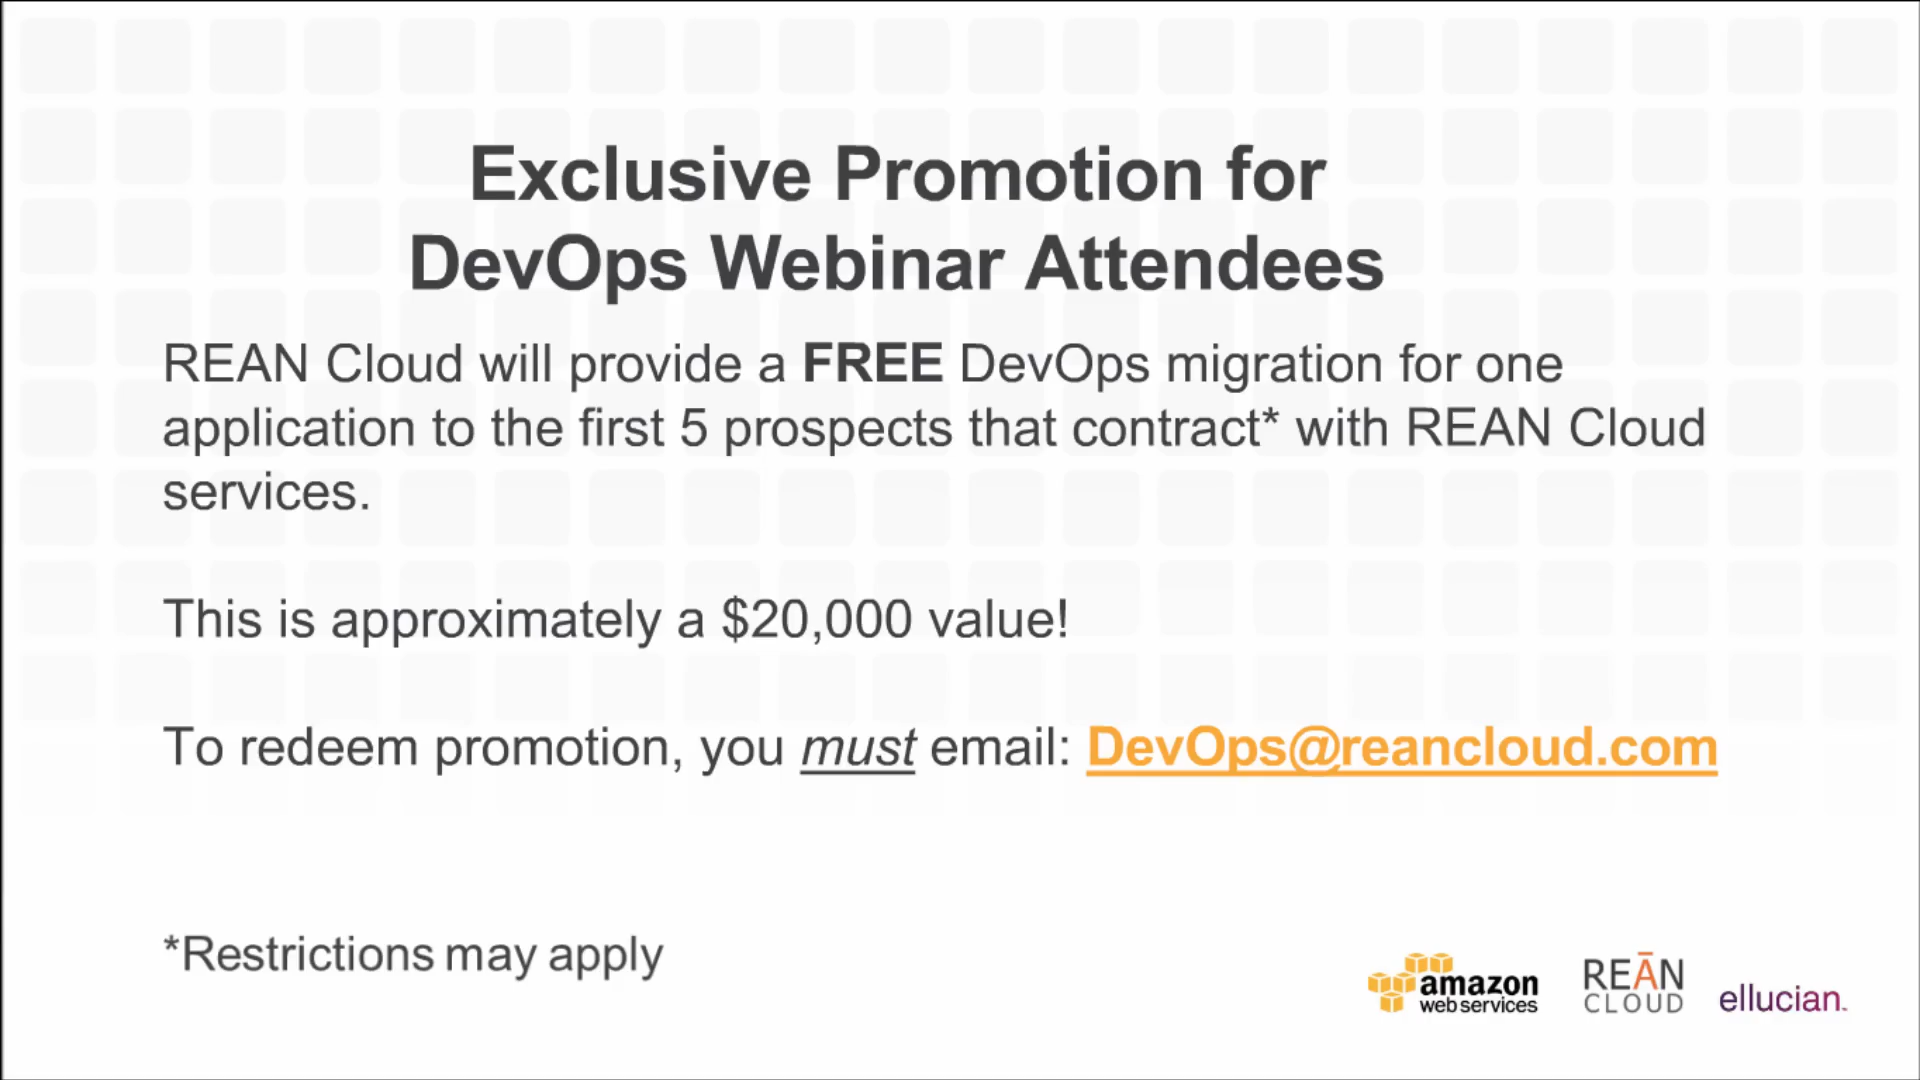 Exclusive Promotion for
DevOps Webinar Attendees
REAN Cloud will provide a FREE DevOps migration for one
application to the first 5 prospects that contract* with REAN Cloud
services.
This is approximately a $20,000 value!
To redeem promotion, you must email: DevOps@reancloud.com
*Restrictions may apply
amazon
webservices
REĀN
CLOUD
ellucian.